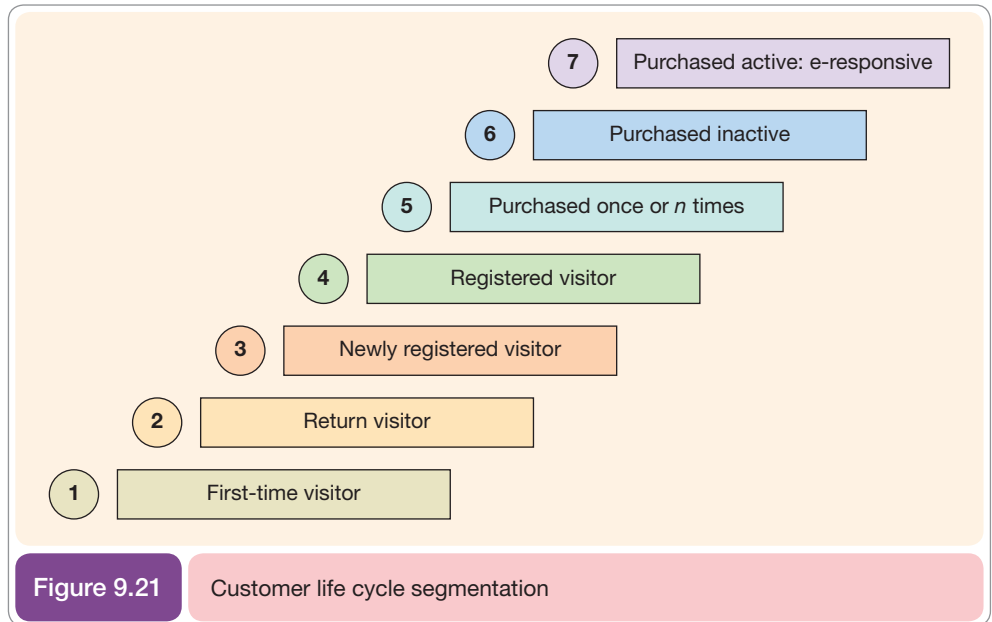 7 Purchased active: e-responsive
6 Purchased inactive
5 Purchased once or n times
4 Registered visitor
3 Newly registered visitor
2 Return visitor
1 First-time visitor
Figure 9.21 Customer life cycle segmentation